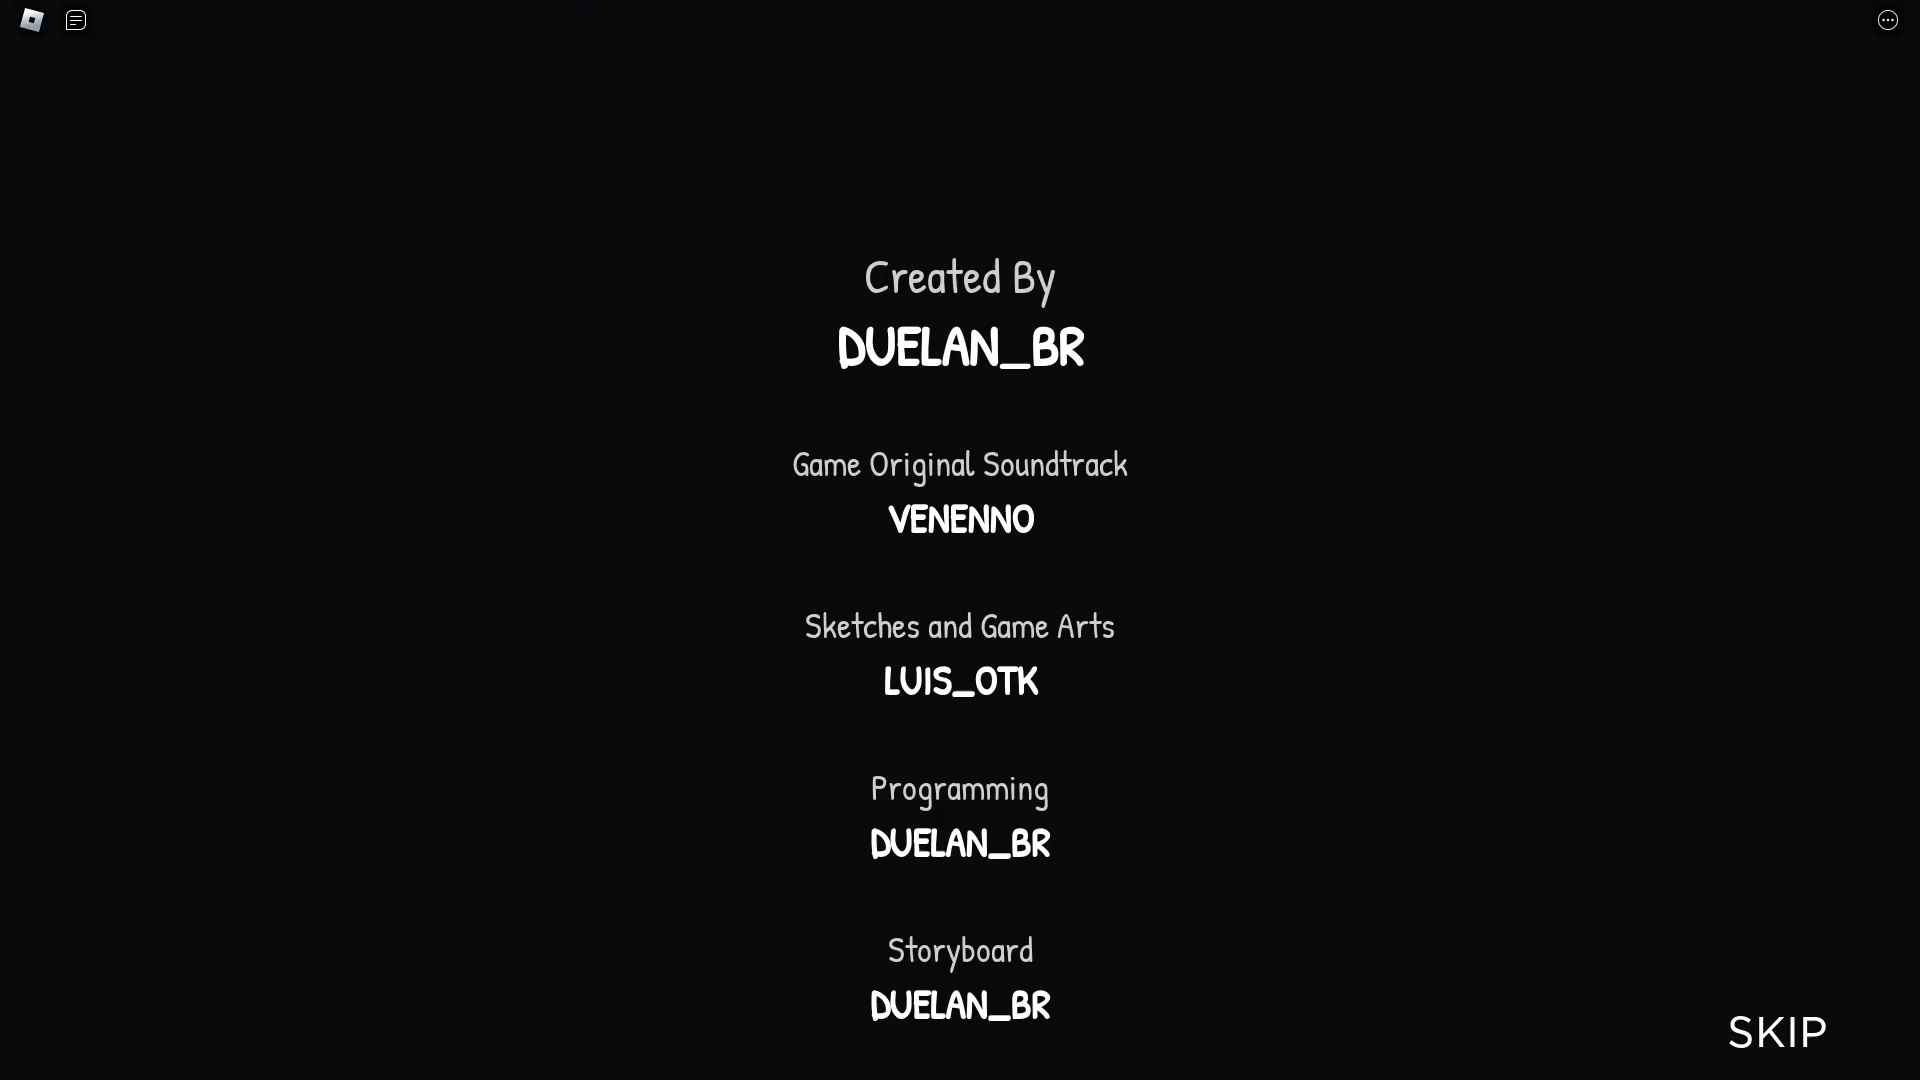 Created By
DUELAN_BR
Game Original Soundtrack
VENENNO
Sketches and Game Arts
LUIS_OTK
Programming
DUELAN_BR
Storyboard
DUELAN_BR
SKIP